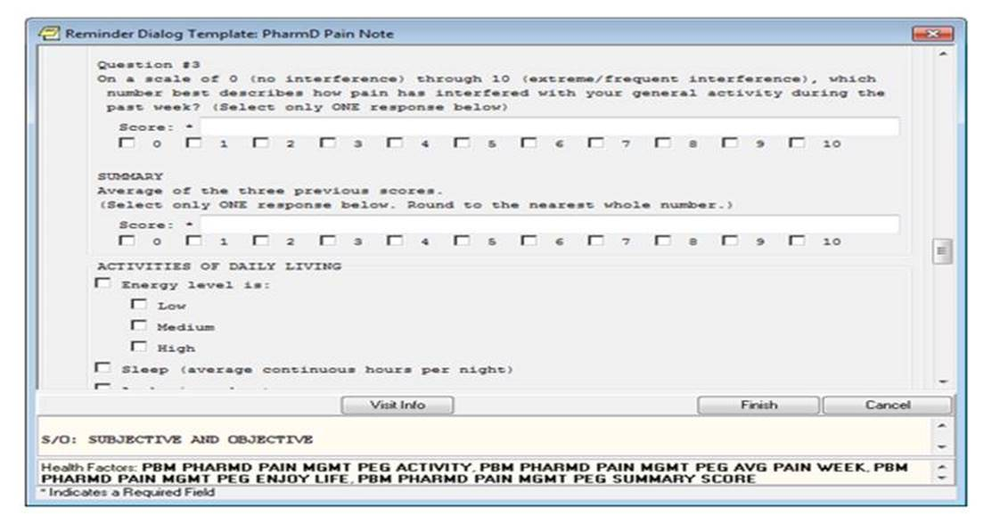 Reminder Dialog Template: PharmD Pain Note
Question #3
On a scale of 0 (no interference) through 10 (extreme/frequent interference), which
number best describes how pain has interfered with your general activity during the
past week? (Select only ONE response below)
Score: *
0 1 2 3 4 5 6 7 8 9 10
SUMMARY
Average of the three previous scores.
(Select only ONE response below. Round to the nearest whole number.)
Score: *
0 1 2 3 4 5 6 7 8 9 10
ACTIVITIES OF DAILY LIVING
Energy level is:
Low
Medium
High
Sleep (average continuous hours per night)
Visit Info Finish Cancel
S/O: SUBJECTIVE AND OBJECTIVE
Health Factors: PBM PHARMD PAIN MGMT PEG ACTIVITY, PBM PHARMD PAIN MGMT PEG AVG PAIN WEEK, PBM
PHARMD PAIN MGMT PEG ENJOY LIFE, PBM PHARMD PAIN MGMT PEG SUMMARY SCORE
* Indicates a Required Field